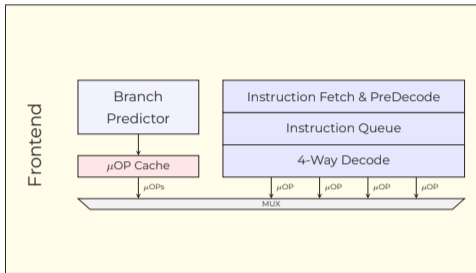 Frontend
Branch
Predictor
μOP Cache
μOPs
Instruction Fetch & PreDecode
Instruction Queue
4-Way Decode
μOP
μOP
μOP
μOP
MUX